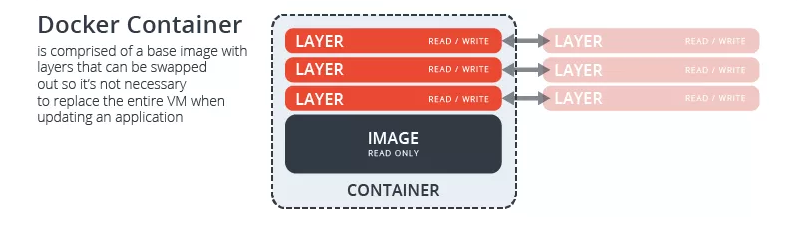 Docker Container
is comprised of a base image with
layers that can be swapped
out so it's not necessary
to replace the entire VM when
updating an application
LAYER READ / WRITE LAYER READ / WRITE
LAYER READ / WRITE LAYER READ / WRITE
LAYER READ / WRITE LAYER READ / WRITE
IMAGE
READ ONLY
CONTAINER